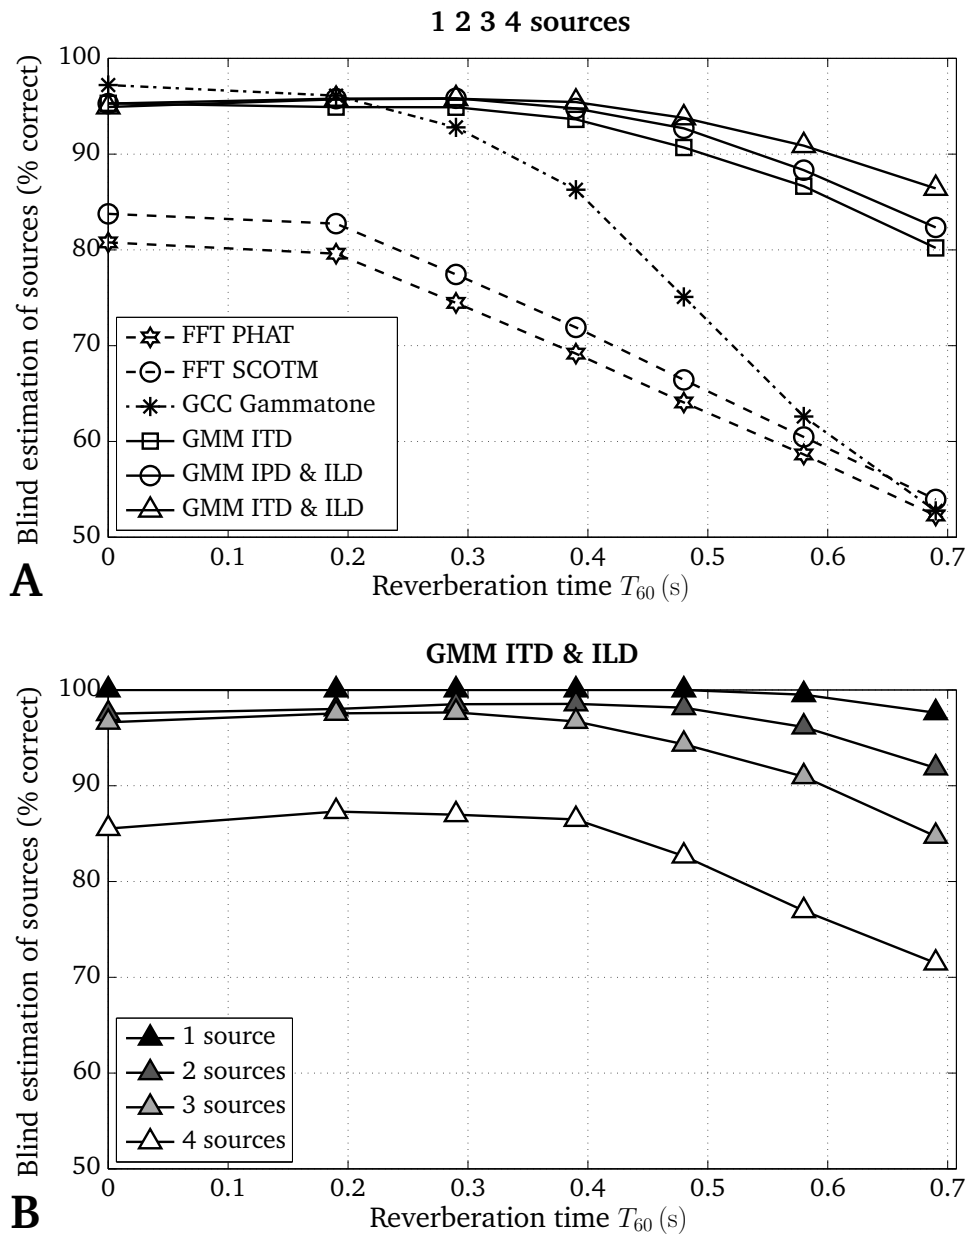 1 2 3 4 sources
Blind estimation of sources (% correct)
100
90
80
70
60
50
FFT PHAT
FFT SCOTM
GCC Gammatone
GMM ITD
GMM IPD & ILD
GMM ITD & ILD
0 0.1 0.2 0.3 0.4 0.5 0.6 0.7
Reverberation time T60 (s)
A
GMM ITD & ILD
Blind estimation of sources (% correct)
100
90
80
70
60
50
1 source
2 sources
3 sources
4 sources
0 0.1 0.2 0.3 0.4 0.5 0.6 0.7
Reverberation time T60 (s)
B